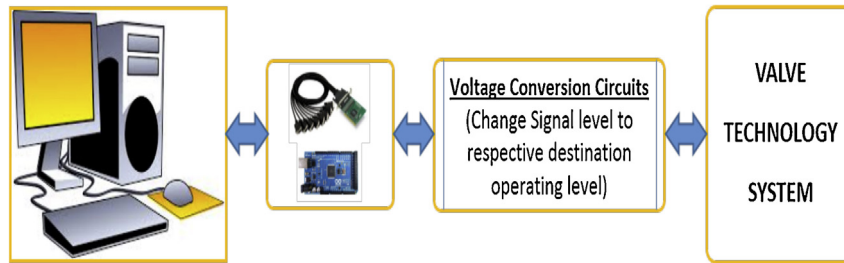 Voltage Conversion Circuits
(Change Signal level to
respective destination
operating level)
VALVE
TECHNOLOGY
SYSTEM